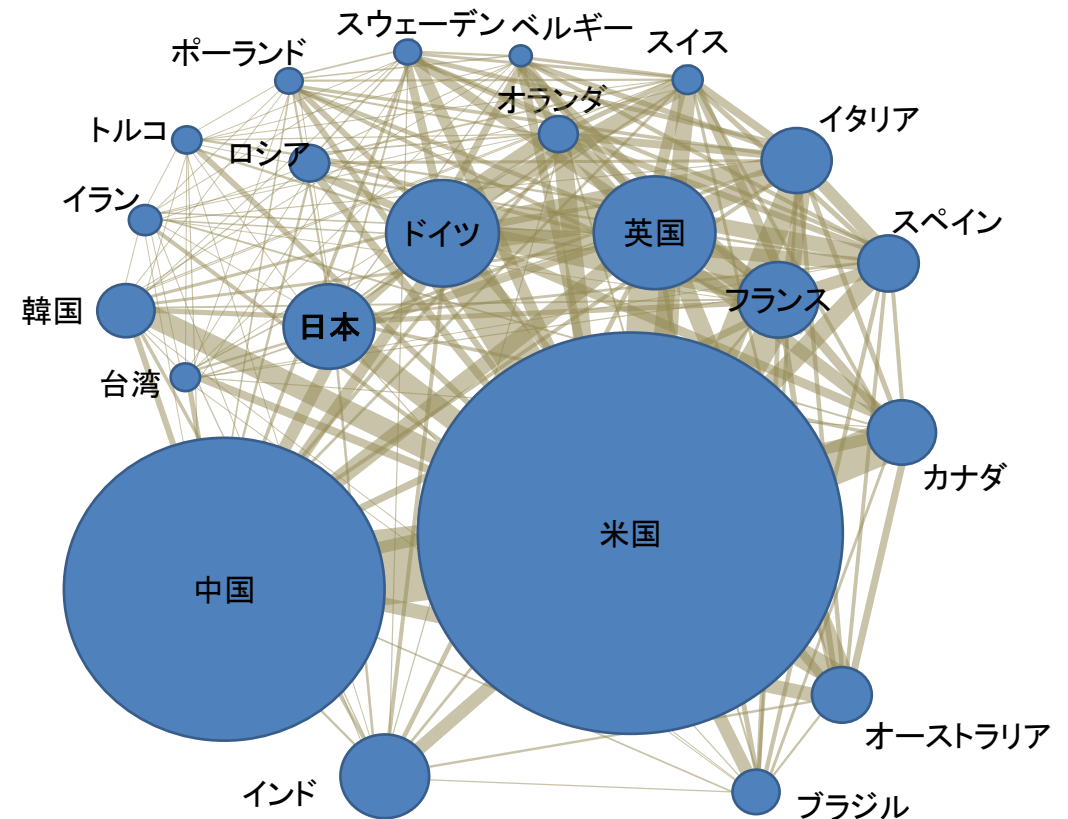 スウェーデン
ベルギー
スイス
ポーランド
オランダ
イタリア
トルコ
ロシア
イラン
ドイツ
英国
スペイン
韓国
日本
フランス
台湾
カナダ
米国
中国
オーストラリア
インド
ブラジル